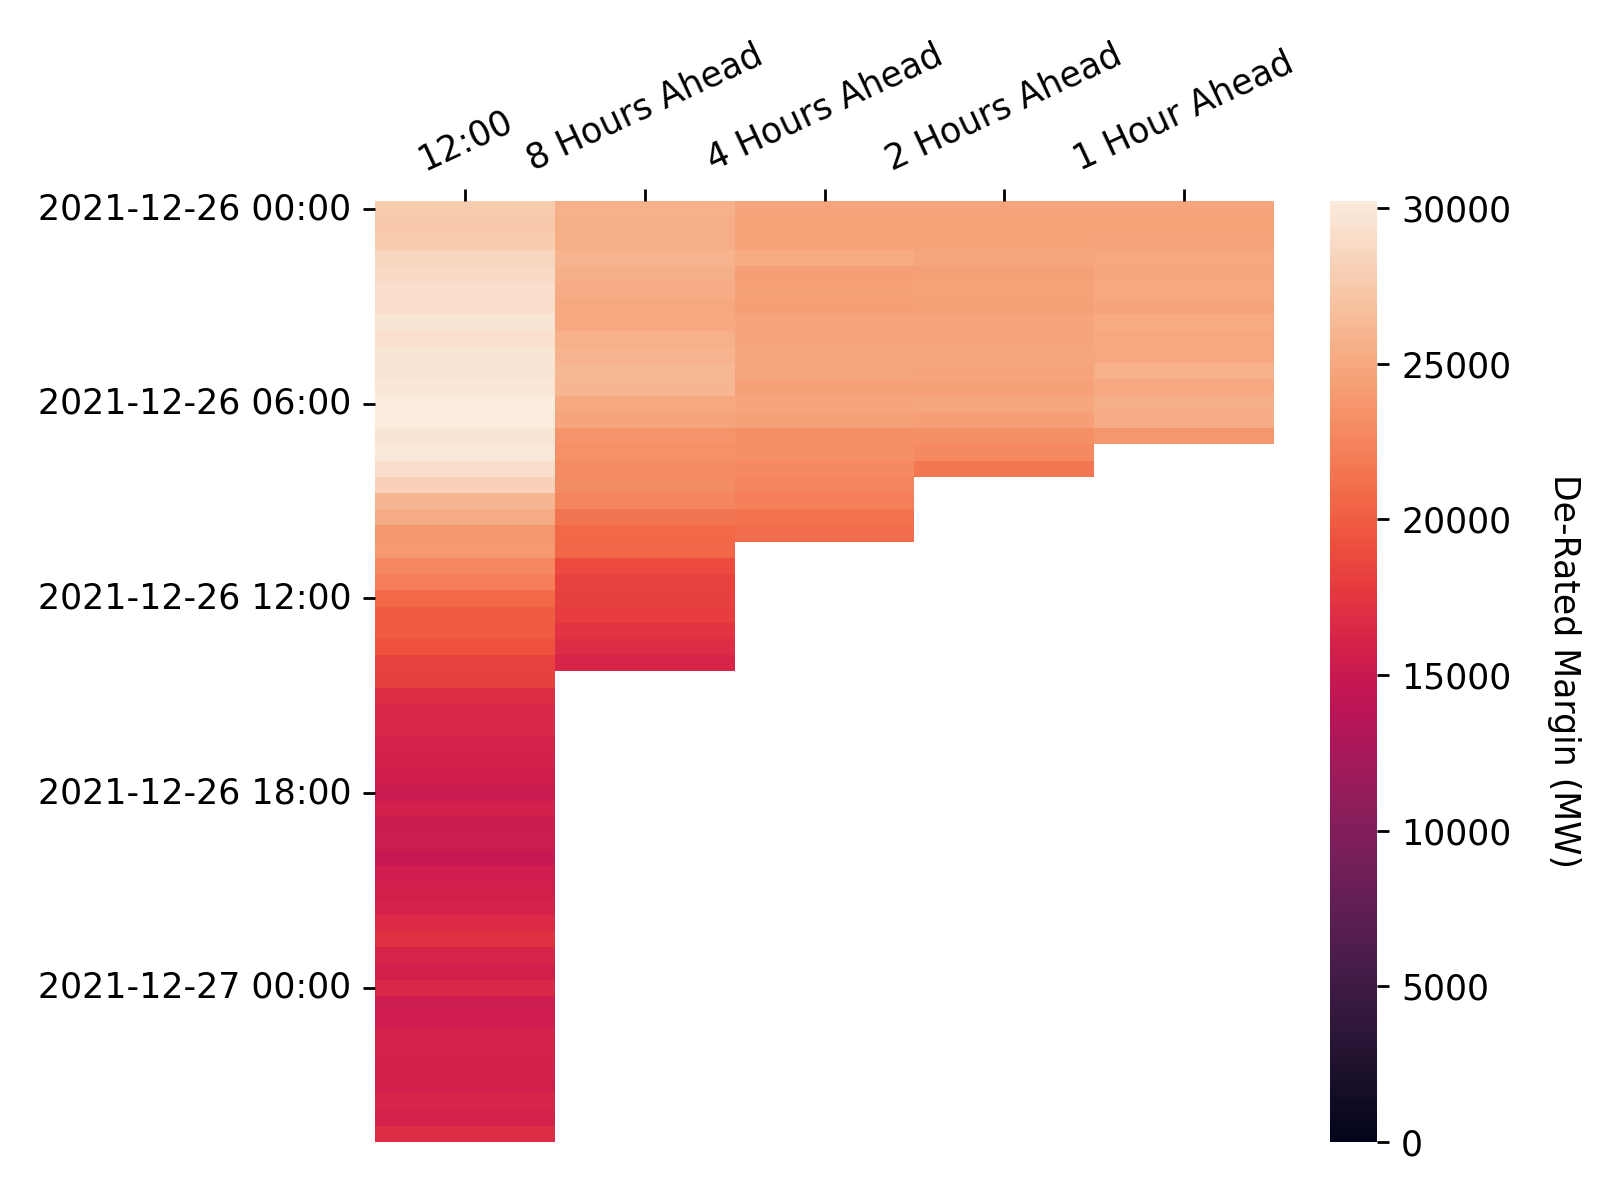 12:00
8 Hours Ahead
4 Hours Ahead
2 Hours Ahead
1 Hour Ahead
2021-12-26 00:00
2021-12-26 06:00
2021-12-26 12:00
2021-12-26 18:00
2021-12-27 00:00
30000
25000
20000
15000
10000
5000
0
De-Rated Margin (MW)